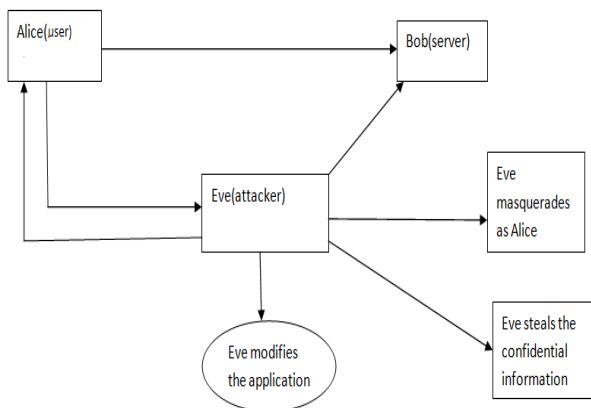 Alice(user)
Bob(server)
Eve(attacker)
Eve
masquerades
as Alice
Eve steals the
confidential
information
Eve modifies
the application